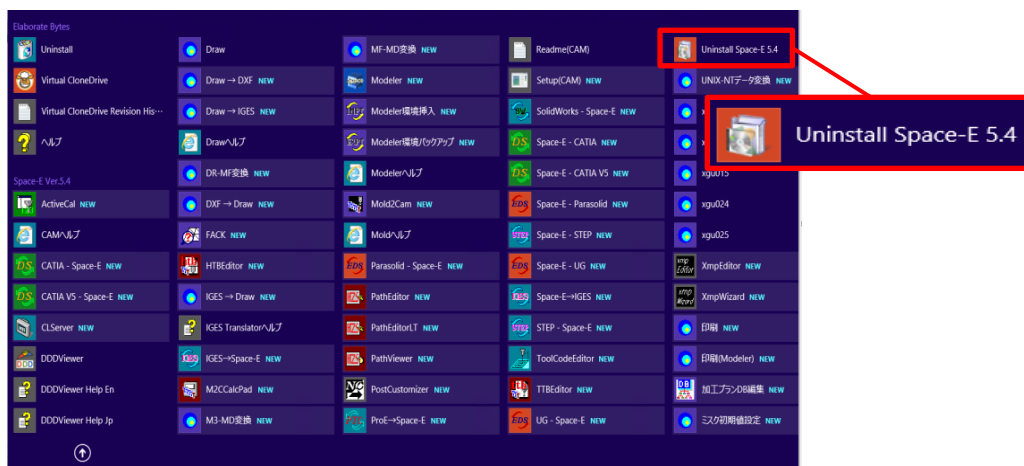 Elaborate Bytes
Uninstall
Virtual CloneDrive
Virtual CloneDrive Revision His…
ヘルプ
Space-E Ver.5.4
ActiveCal NEW
CAMヘルプ
CATIA - Space-E NEW
CATIA V5 - Space-E NEW
CLServer NEW
DDDViewer
DDDViewer Help En
DDDViewer Help Jp
Draw
Draw → DXF NEW
Draw → IGES NEW
Drawヘルプ
DR-MF変換 NEW
DXF → Draw NEW
FACK NEW
HTBEditor NEW
IGES → Draw NEW
IGES Translatorヘルプ
IGES→Space-E NEW
M2CCalcPad NEW
M3-MD変換 NEW
MF-MD変換 NEW
Modeler NEW
Modeler環境挿入 NEW
Modeler環境バックアップ NEW
Modelerヘルプ
Mold2Cam NEW
Moldヘルプ
Parasolid - Space-E NEW
PathEditor NEW
PathEditorLT NEW
PathViewer NEW
PostCustomizer NEW
ProE→Space-E NEW
Readme(CAM)
Setup(CAM) NEW
SolidWorks - Space-E NEW
Space-E - CATIA NEW
Space-E - CATIA V5 NEW
Space-E - Parasolid NEW
Space-E - STEP NEW
Space-E - UG NEW
Space-E→IGES NEW
STEP - Space-E NEW
ToolCodeEditor NEW
TTBEditor NEW
UG - Space-E NEW
Uninstall Space-E 5.4
UNIX-NTデータ変換 NEW
Uninstall Space-E 5.4
xgu015
xgu024
xgu025
XmpEditor NEW
XmpWizard NEW
印刷 NEW
印刷(Modeler) NEW
加工プランDB編集 NEW
ミスク初期値設定 NEW